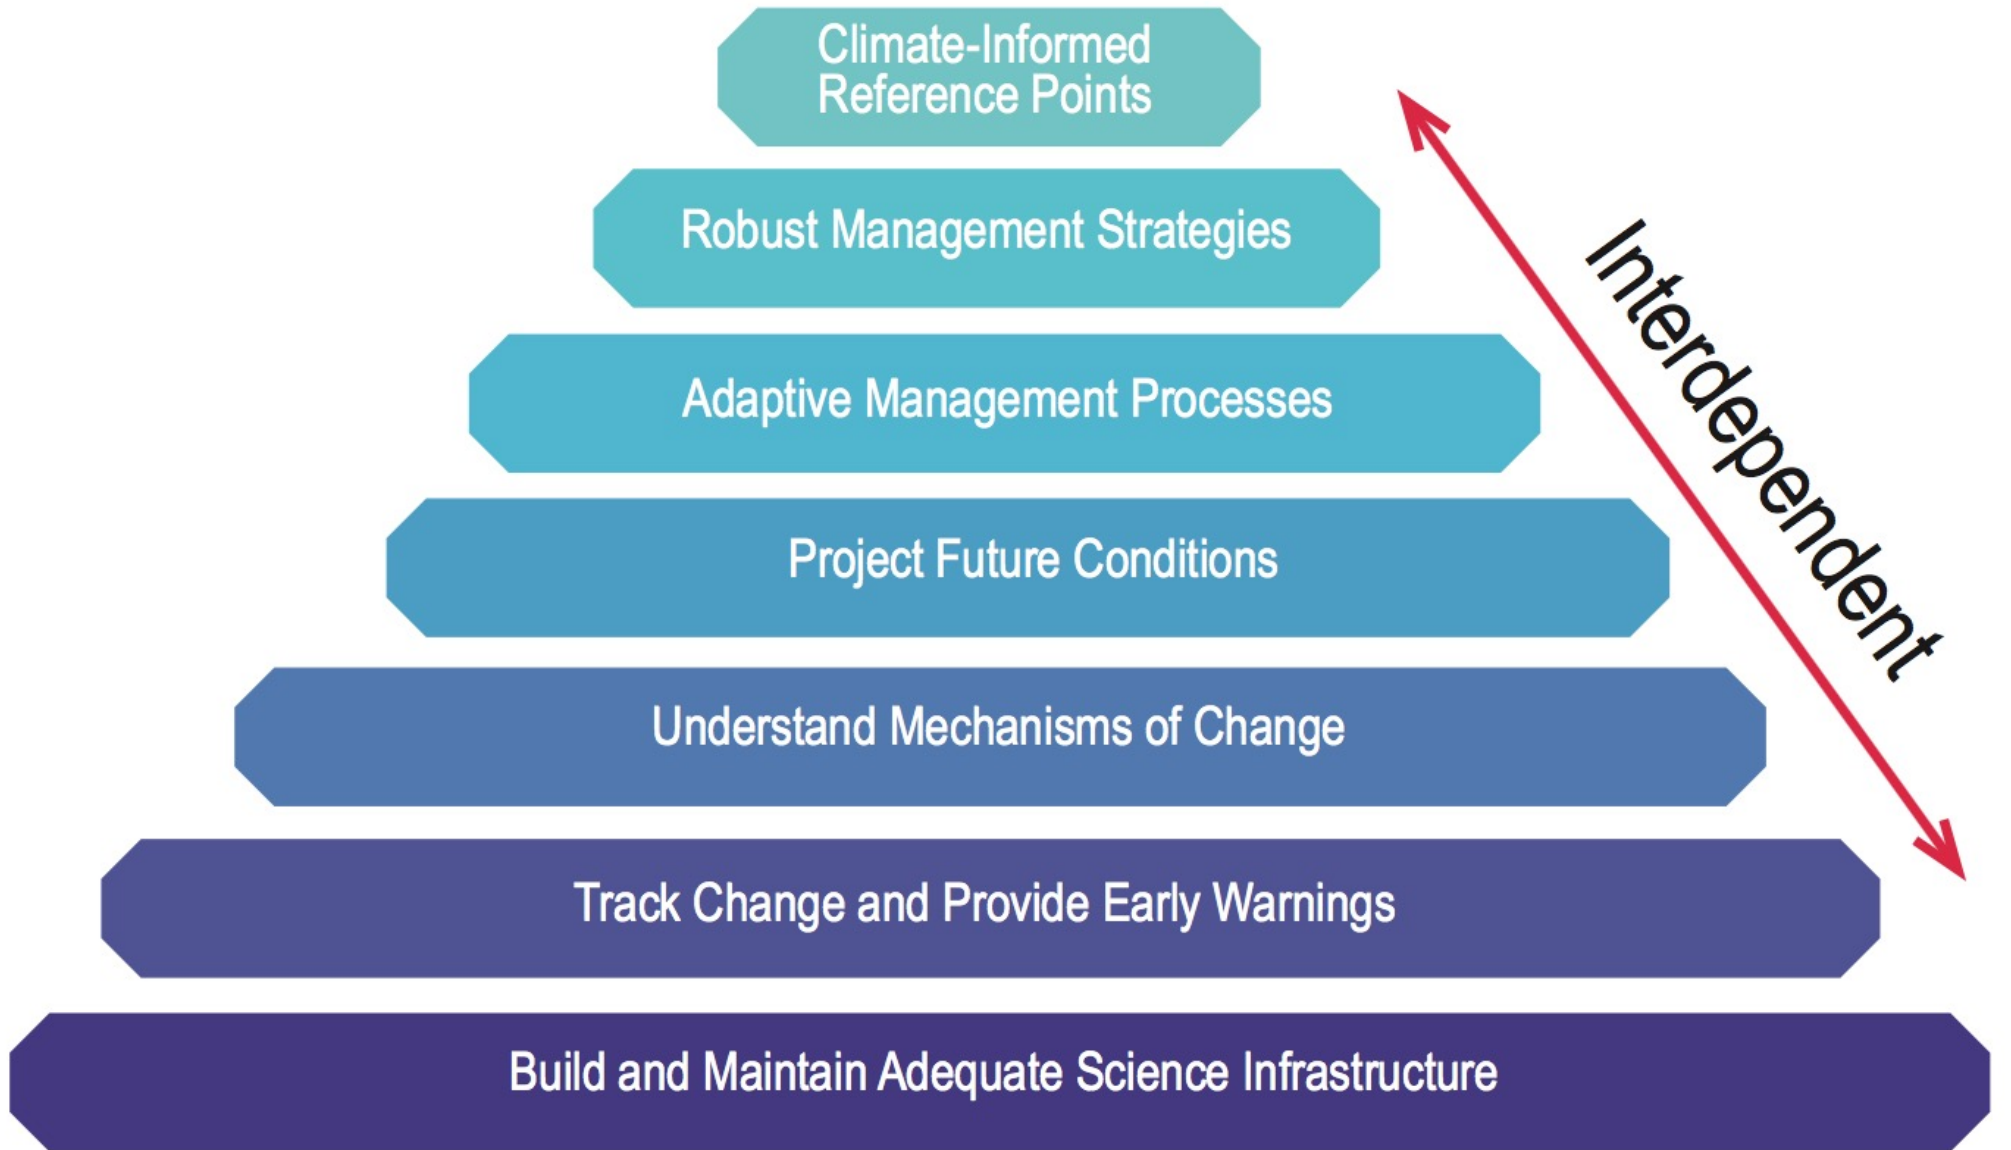 Climate-Informed
Reference Points
Robust Management Strategies
Adaptive Management Processes
Project Future Conditions
Understand Mechanisms of Change
Track Change and Provide Early Warnings
Build and Maintain Adequate Science Infrastructure
Interdependent